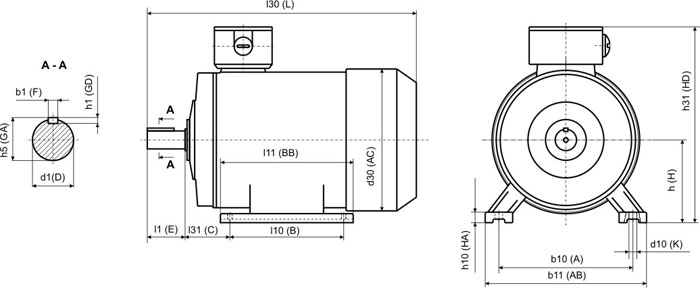 l30 (L)
A - A
b1 (F)
h1 (GD)
h5 (GA)
d1(D)
A
A
l11 (BB)
d30 (AC)
l1 (E)
l31 (C)
l10 (B)
h31 (HD)
h (H)
h10 (HA)
d10 (K)
b10 (A)
b11 (AB)